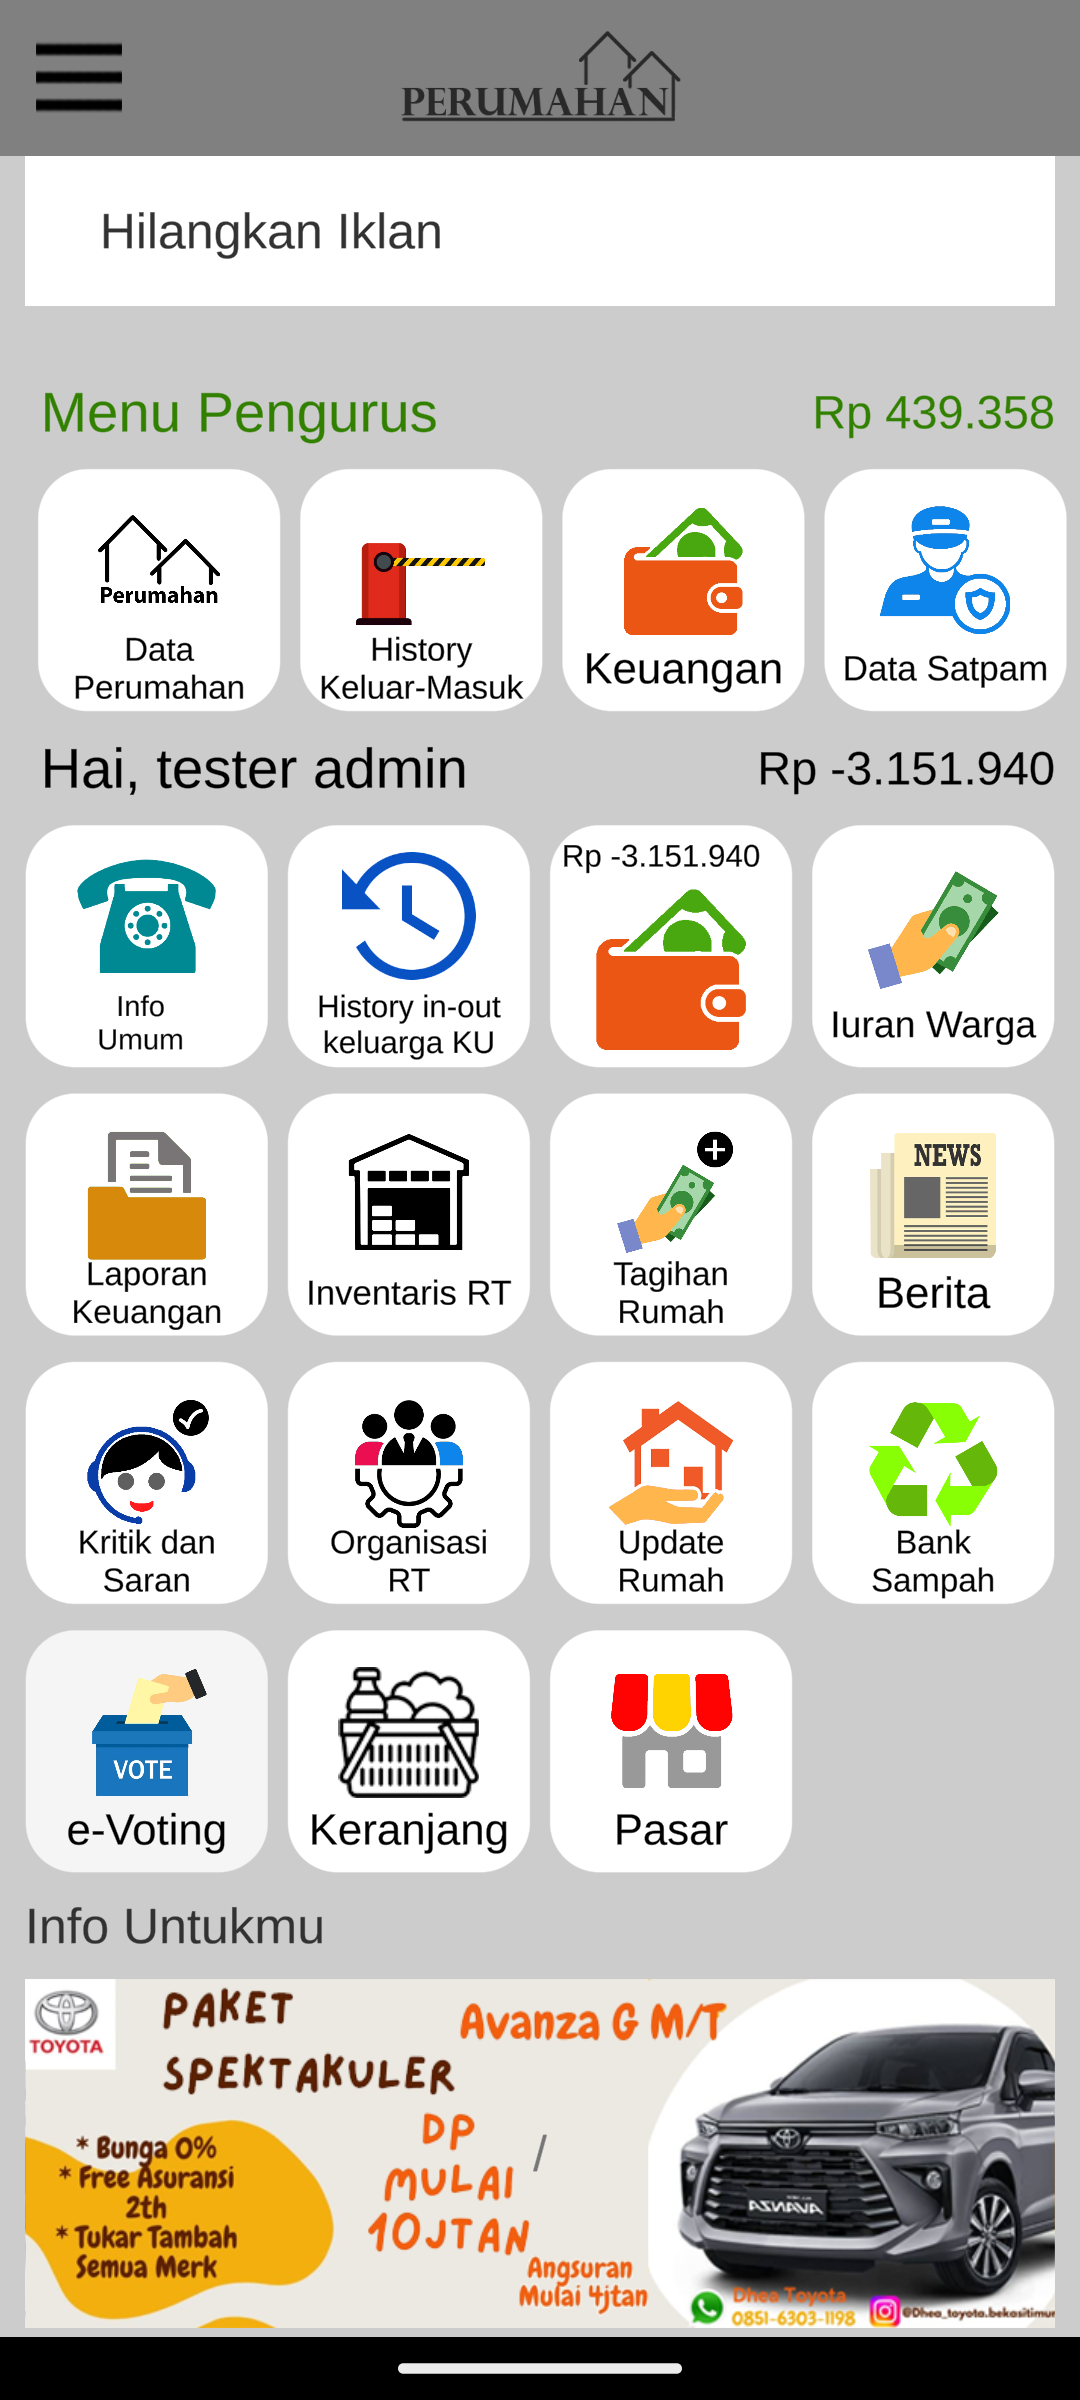 PERUMAHAN
Hilangkan Iklan
Menu Pengurus
Rp 439.358
Perumahan
Data
Perumahan
History
Keluar-Masuk
Keuangan
Data Satpam
Hai, tester admin
Rp -3.151.940
Info
Umum
History in-out
keluarga KU
Rp -3.151.940
Iuran Warga
Laporan
Keuangan
Inventaris RT
Tagihan
Rumah
NEWS
Berita
Kritik dan
Saran
Organisasi
RT
Update
Rumah
Bank
Sampah
VOTE
e-Voting
Keranjang
Pasar
Info Untukmu
TOYOTA
PAKET
SPEKTAKULER
Avanza G M/T
* Bunga 0%
* Free Asuransi
2th
* Tukar Tambah
Semua Merk
DP
MULAI
10JTAN
/
Angsuran
Mulai 4jtan
AVANZA
Dhea Toyota
0851-6303-1198
@Dhea_toyota.bekasitimur